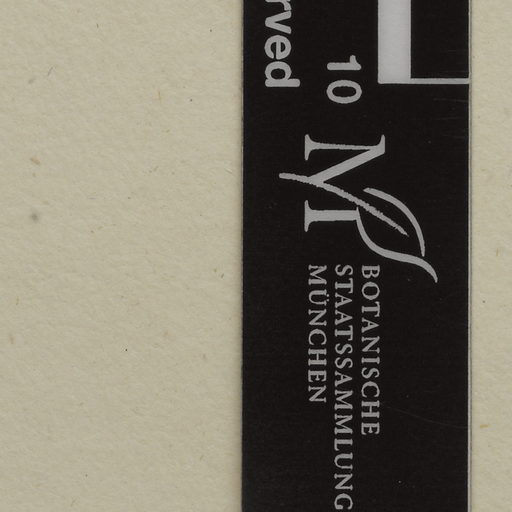 rved
10
BOTANISCHE
STAATSSAMMLUNG
MÜNCHEN